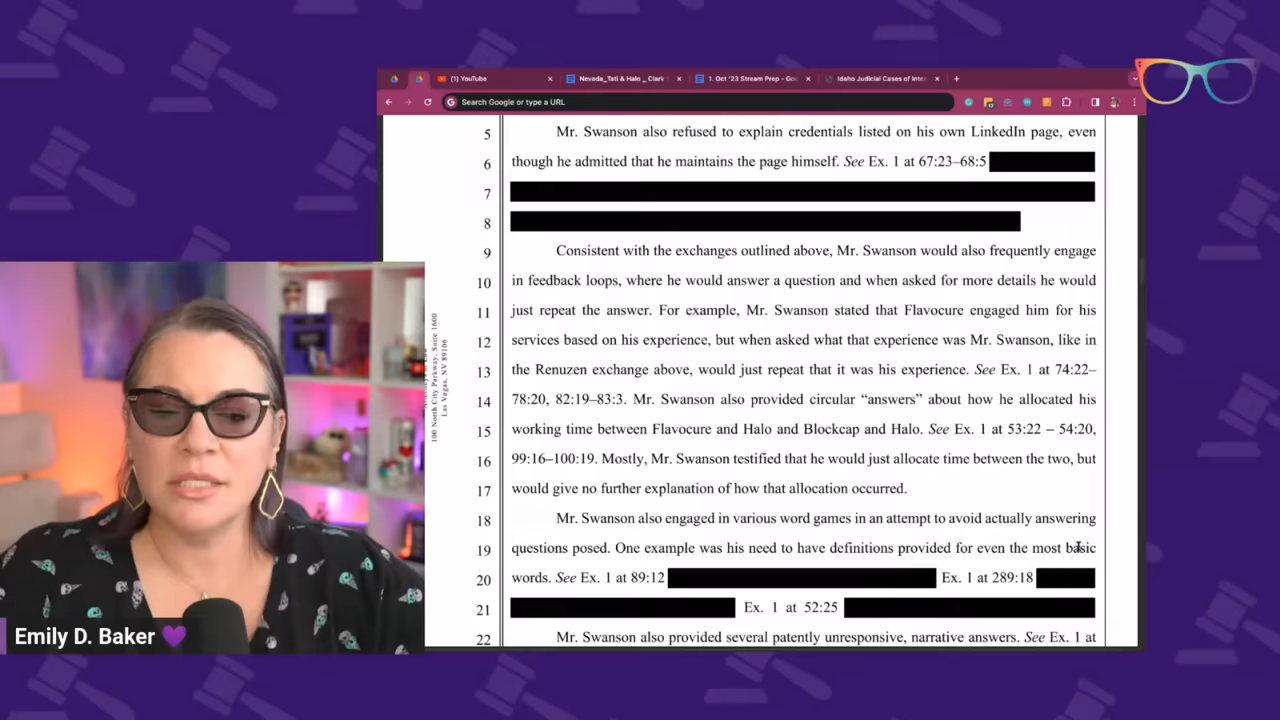 (1) YouTube
Nevada_Tati & Halo _ Clark
1. Oct '23 Stream Prep - Go
Idaho Judicial Cases of Inter
Search Google or type a URL
5 Mr. Swanson also refused to explain credentials listed on his own LinkedIn page, even
6 though he admitted that he maintains the page himself. See Ex. 1 at 67:23–68:5
7
8
9 Consistent with the exchanges outlined above, Mr. Swanson would also frequently engage
10 in feedback loops, where he would answer a question and when asked for more details he would
11 just repeat the answer. For example, Mr. Swanson stated that Flavocure engaged him for his
12 services based on his experience, but when asked what that experience was Mr. Swanson, like in
13 the Renuzen exchange above, would just repeat that it was his experience. See Ex. 1 at 74:22–
14 78:20, 82:19–83:3. Mr. Swanson also provided circular “answers” about how he allocated his
15 working time between Flavocure and Halo and Blockcap and Halo. See Ex. 1 at 53:22 – 54:20,
16 99:16–100:19. Mostly, Mr. Swanson testified that he would just allocate time between the two, but
17 would give no further explanation of how that allocation occurred.
18 Mr. Swanson also engaged in various word games in an attempt to avoid actually answering
19 questions posed. One example was his need to have definitions provided for even the most basic
20 words. See Ex. 1 at 89:12 Ex. 1 at 289:18
21 Ex. 1 at 52:25
22 Mr. Swanson also provided several patently unresponsive, narrative answers. See Ex. 1 at
100 North City Parkway, Suite 1600
Las Vegas, NV 89106
Emily D. Baker 💜